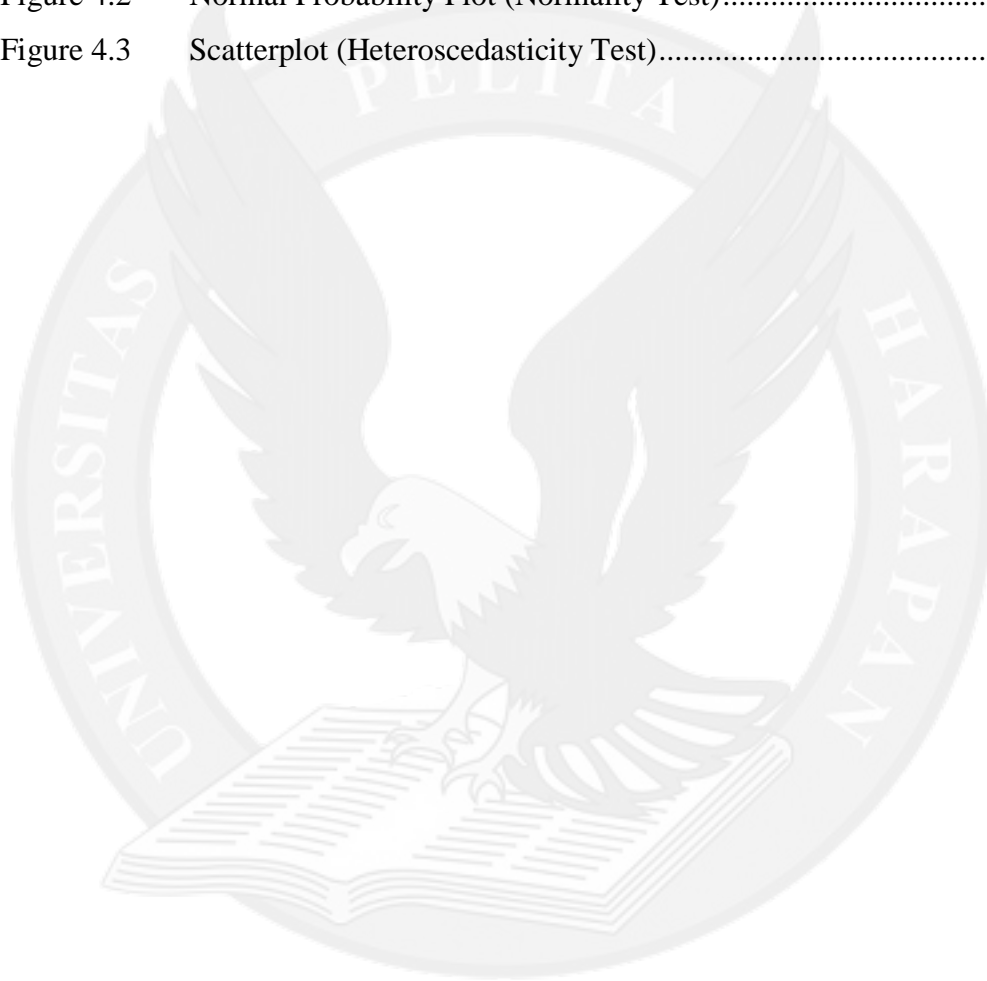 Figure 4.2 Normal Probability Plot (Normality Test)..................................
Figure 4.3 Scatterplot (Heteroscedasticity Test)..........................................
UNIVERSITAS PELITA HARAPAN